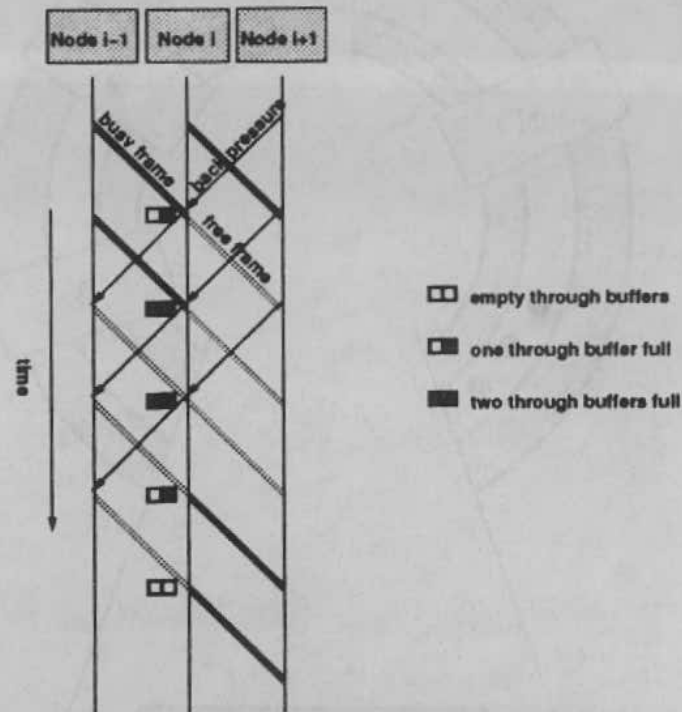 Node i-1 Node i Node i+1
busy frame
back pressure
free frame
time
empty through buffers
one through buffer full
two through buffers full